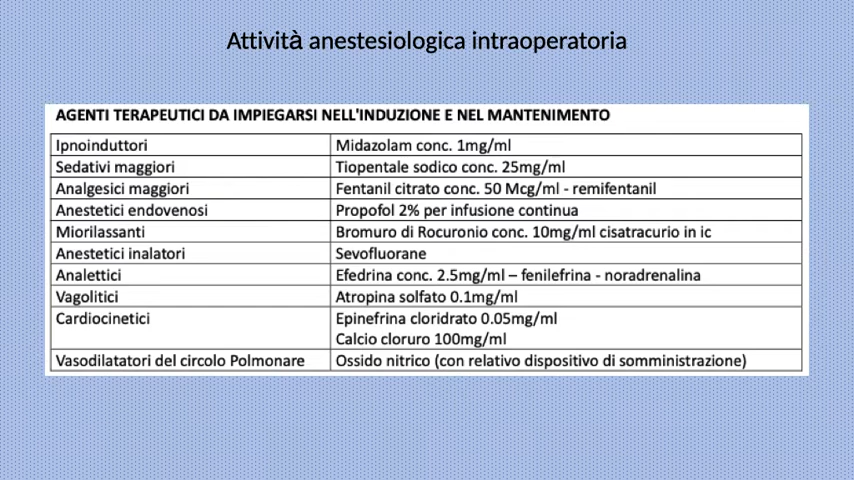 Attività anestesiologica intraoperatoria
AGENTI TERAPEUTICI DA IMPIEGARSI NELL'INDUZIONE E NEL MANTENIMENTO
Ipnoinduttori Midazolam conc. 1mg/ml
Sedativi maggiori Tiopentale sodico conc. 25mg/ml
Analgesici maggiori Fentanil citrato conc. 50 Mcg/ml - remifentanil
Anestetici endovenosi Propofol 2% per infusione continua
Miorilassanti Bromuro di Rocuronio conc. 10mg/ml cisatracurio in ic
Anestetici inalatori Sevofluorane
Analettici Efedrina conc. 2.5mg/ml – fenilefrina - noradrenalina
Vagolitici Atropina solfato 0.1mg/ml
Cardiocinetici Epinefrina cloridrato 0.05mg/ml
Calcio cloruro 100mg/ml
Vasodilatatori del circolo Polmonare Ossido nitrico (con relativo dispositivo di somministrazione)